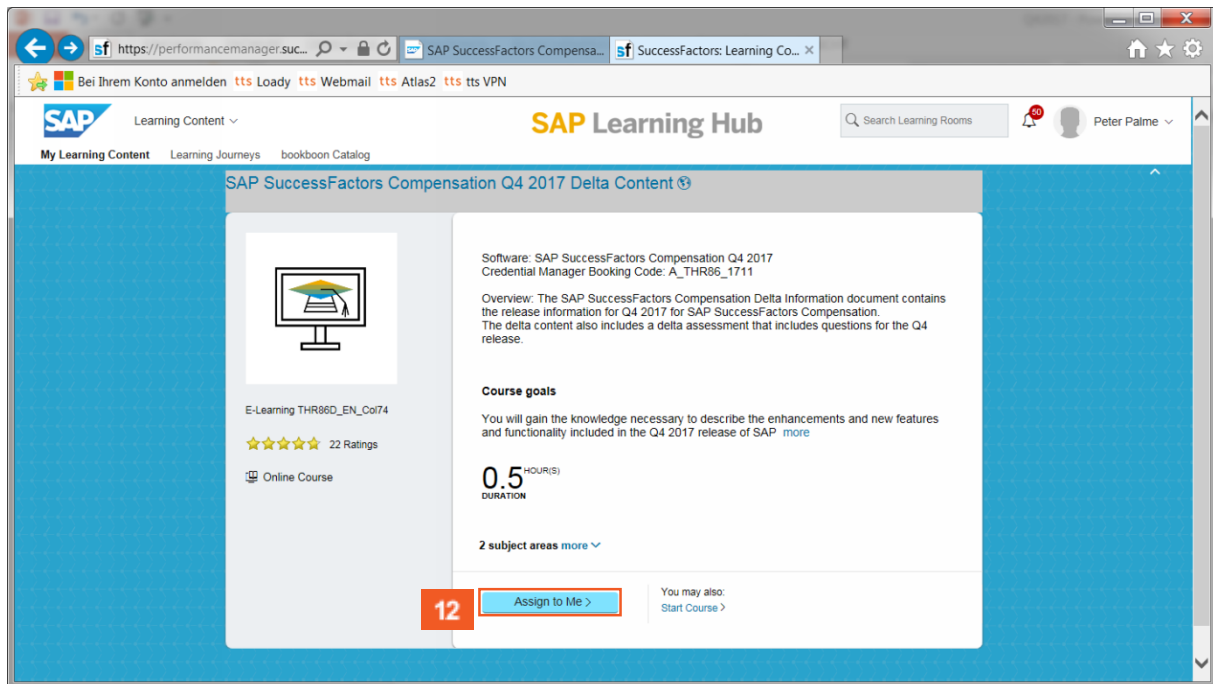 https://performancemanager.suc...
SAP SuccessFactors Compensa...
SuccessFactors: Learning Co...
Bei Ihrem Konto anmelden tts Loady tts Webmail tts Atlas2 tts tts VPN
SAP Learning Content
SAP Learning Hub
Search Learning Rooms
50
Peter Palme
My Learning Content Learning Journeys bookboon Catalog
SAP SuccessFactors Compensation Q4 2017 Delta Content
Software: SAP SuccessFactors Compensation Q4 2017
Credential Manager Booking Code: A_THR86_1711
Overview: The SAP SuccessFactors Compensation Delta Information document contains
the release information for Q4 2017 for SAP SuccessFactors Compensation.
The delta content also includes a delta assessment that includes questions for the Q4
release.
Course goals
You will gain the knowledge necessary to describe the enhancements and new features
and functionality included in the Q4 2017 release of SAP more
E-Learning THR86D_EN_Col74
22 Ratings
Online Course
0.5 HOUR(S)
DURATION
2 subject areas more
12
Assign to Me >
You may also:
Start Course >